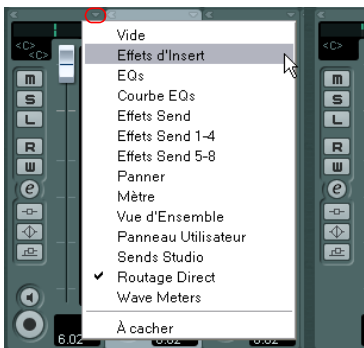 <C>
<C>
<C>
m
S
L
R
W
e
m
S
L
R
W
e
Vide
Effets d'Insert
EQs
Courbe EQs
Effets Send
Effets Send 1-4
Effets Send 5-8
Panner
Mètre
Vue d'Ensemble
Panneau Utilisateur
Sends Studio
Routage Direct
Wave Meters
À cacher
6.02